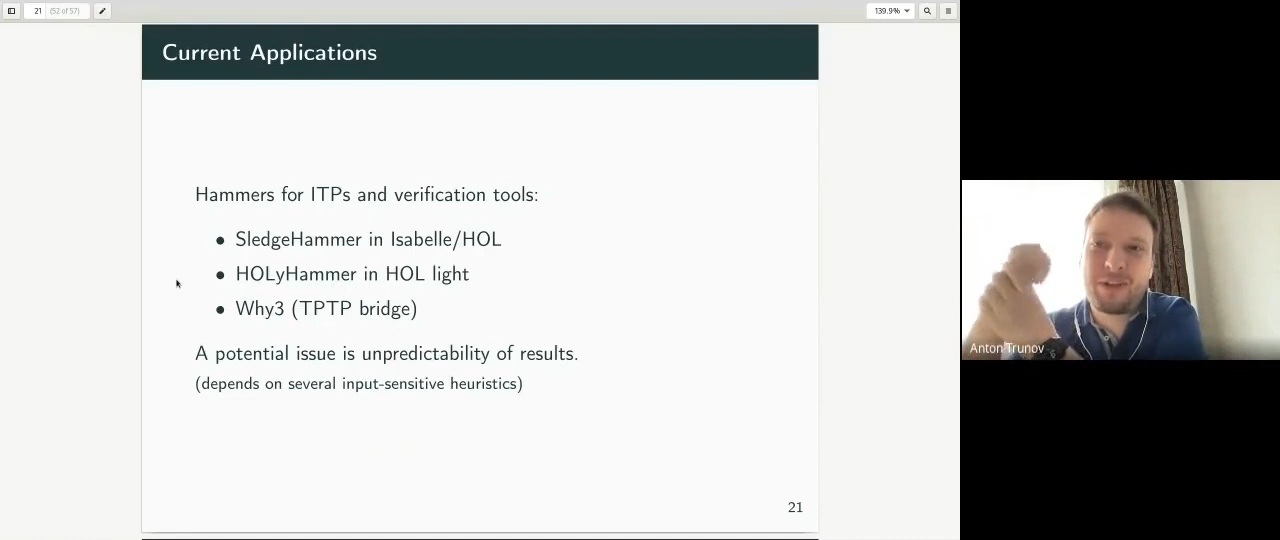 21
(52 of 57)
139.9%
Current Applications
Hammers for ITPs and verification tools:
• SledgeHammer in Isabelle/HOL
• HOLyHammer in HOL light
• Why3 (TPTP bridge)
A potential issue is unpredictability of results.
(depends on several input-sensitive heuristics)
21
Anton Trunov